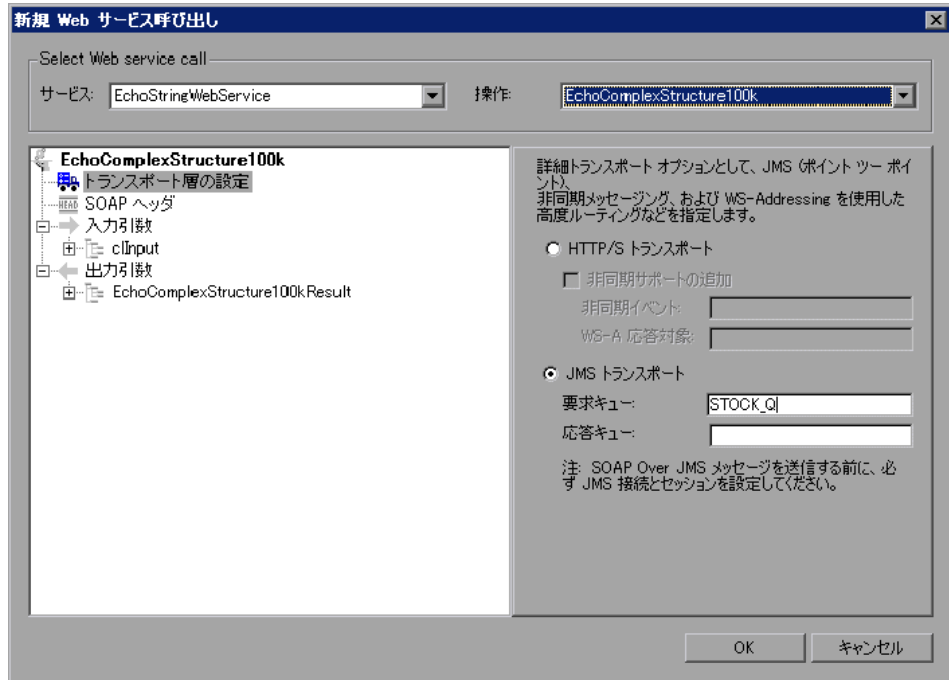 新規 Web サービス呼び出し
Select Web service call
サービス: EchoStringWebService 操作: EchoComplexStructure100k
EchoComplexStructure100k
トランスポート層の設定
HEAD SOAP ヘッダ
入力引数
clInput
出力引数
EchoComplexStructure100kResult
詳細トランスポート オプションとして、JMS (ポイント ツー ポイ
ント)、
非同期メッセージング、および WS-Addressing を使用した
高度ルーティングなどを指定します。
HTTP/S トランスポート
非同期サポートの追加
非同期イベント:
WS-A 応答対象:
JMS トランスポート
要求キュー: STOCK_Q
応答キュー:
注: SOAP Over JMS メッセージを送信する前に、必
ず JMS 接続とセッションを設定してください。
OK キャンセル